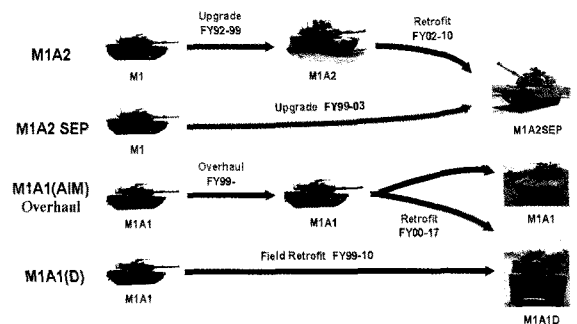 Upgrade
FY92-99
Retrofit
FY02-10
M1A2
M1
M1A2
M1A2SEP
Upgrade FY99-03
M1A2 SEP
M1
Overhaul
FY99-
M1A1(AIM)
Overhaul
M1A1
M1A1
M1A1
Retrofit
FY00-17
Field Retrofit FY99-10
M1A1(D)
M1A1
M1A1D